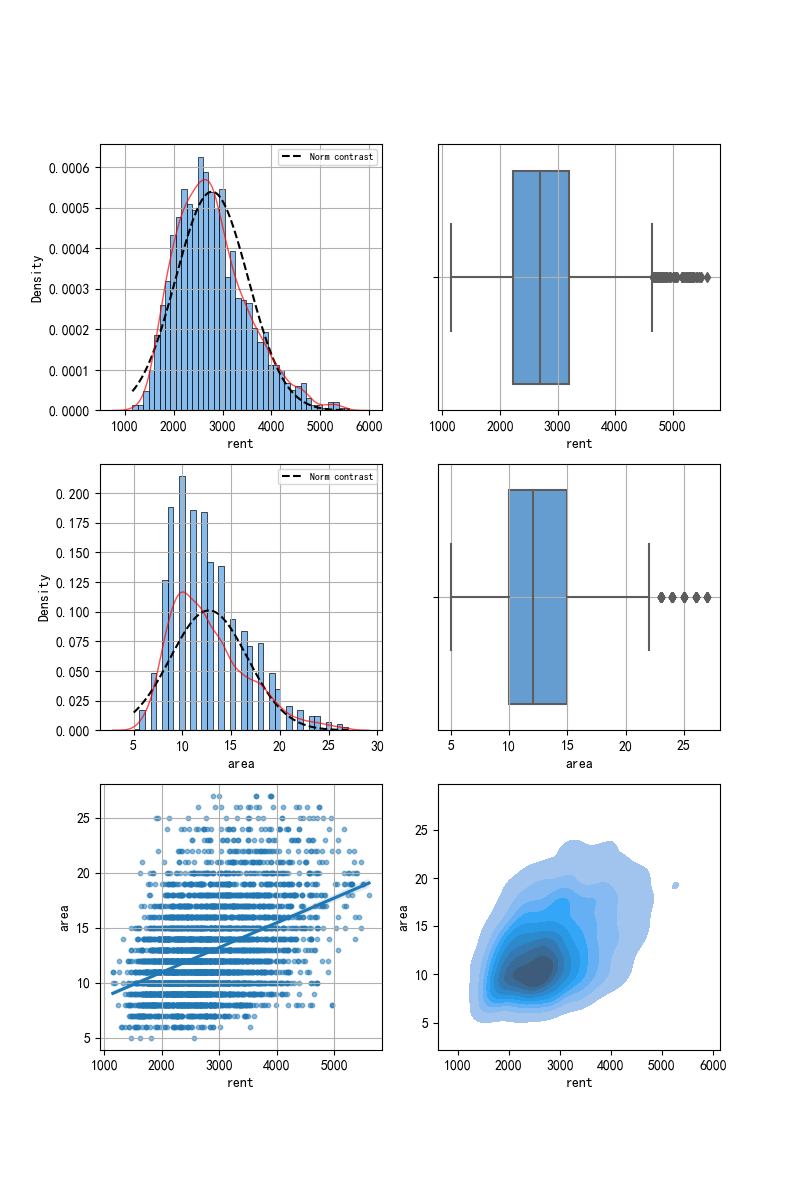 Norm contrast
Density
0.0006
0.0005
0.0004
0.0003
0.0002
0.0001
0.0000
1000 2000 3000 4000 5000 6000
rent
1000 2000 3000 4000 5000
rent
Norm contrast
Density
0.200
0.175
0.150
0.125
0.100
0.075
0.050
0.025
0.000
5 10 15 20 25 30
area
5 10 15 20 25
area
area
25
20
15
10
5
1000 2000 3000 4000 5000
rent
area
25
20
15
10
5
1000 2000 3000 4000 5000 6000
rent